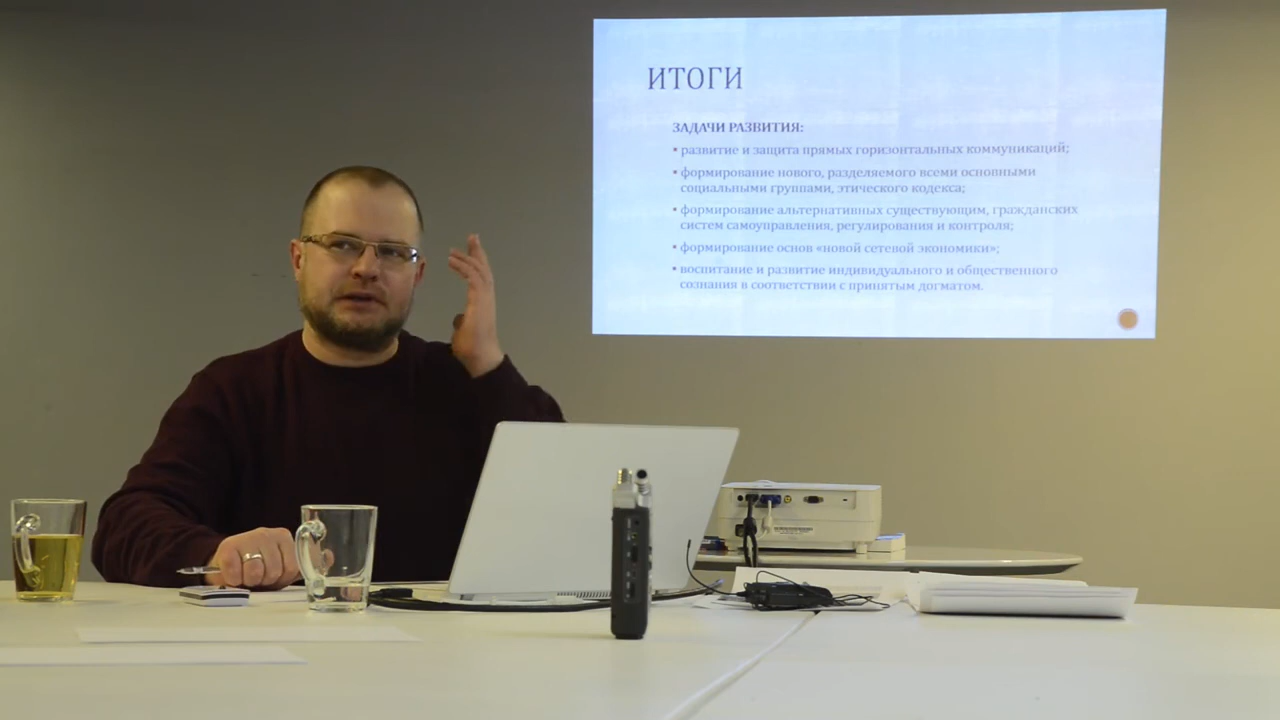 ИТОГИ
ЗАДАЧИ РАЗВИТИЯ:
• развитие и защита прямых горизонтальных коммуникаций;
• формирование нового, разделяемого всеми основными
социальными группами, этического кодекса;
• формирование альтернативных существующим, гражданских
систем самоуправления, регулирования и контроля;
• формирование основ «новой сетевой экономики»;
• воспитание и развитие индивидуального и общественного
сознания в соответствии с принятым догматом.